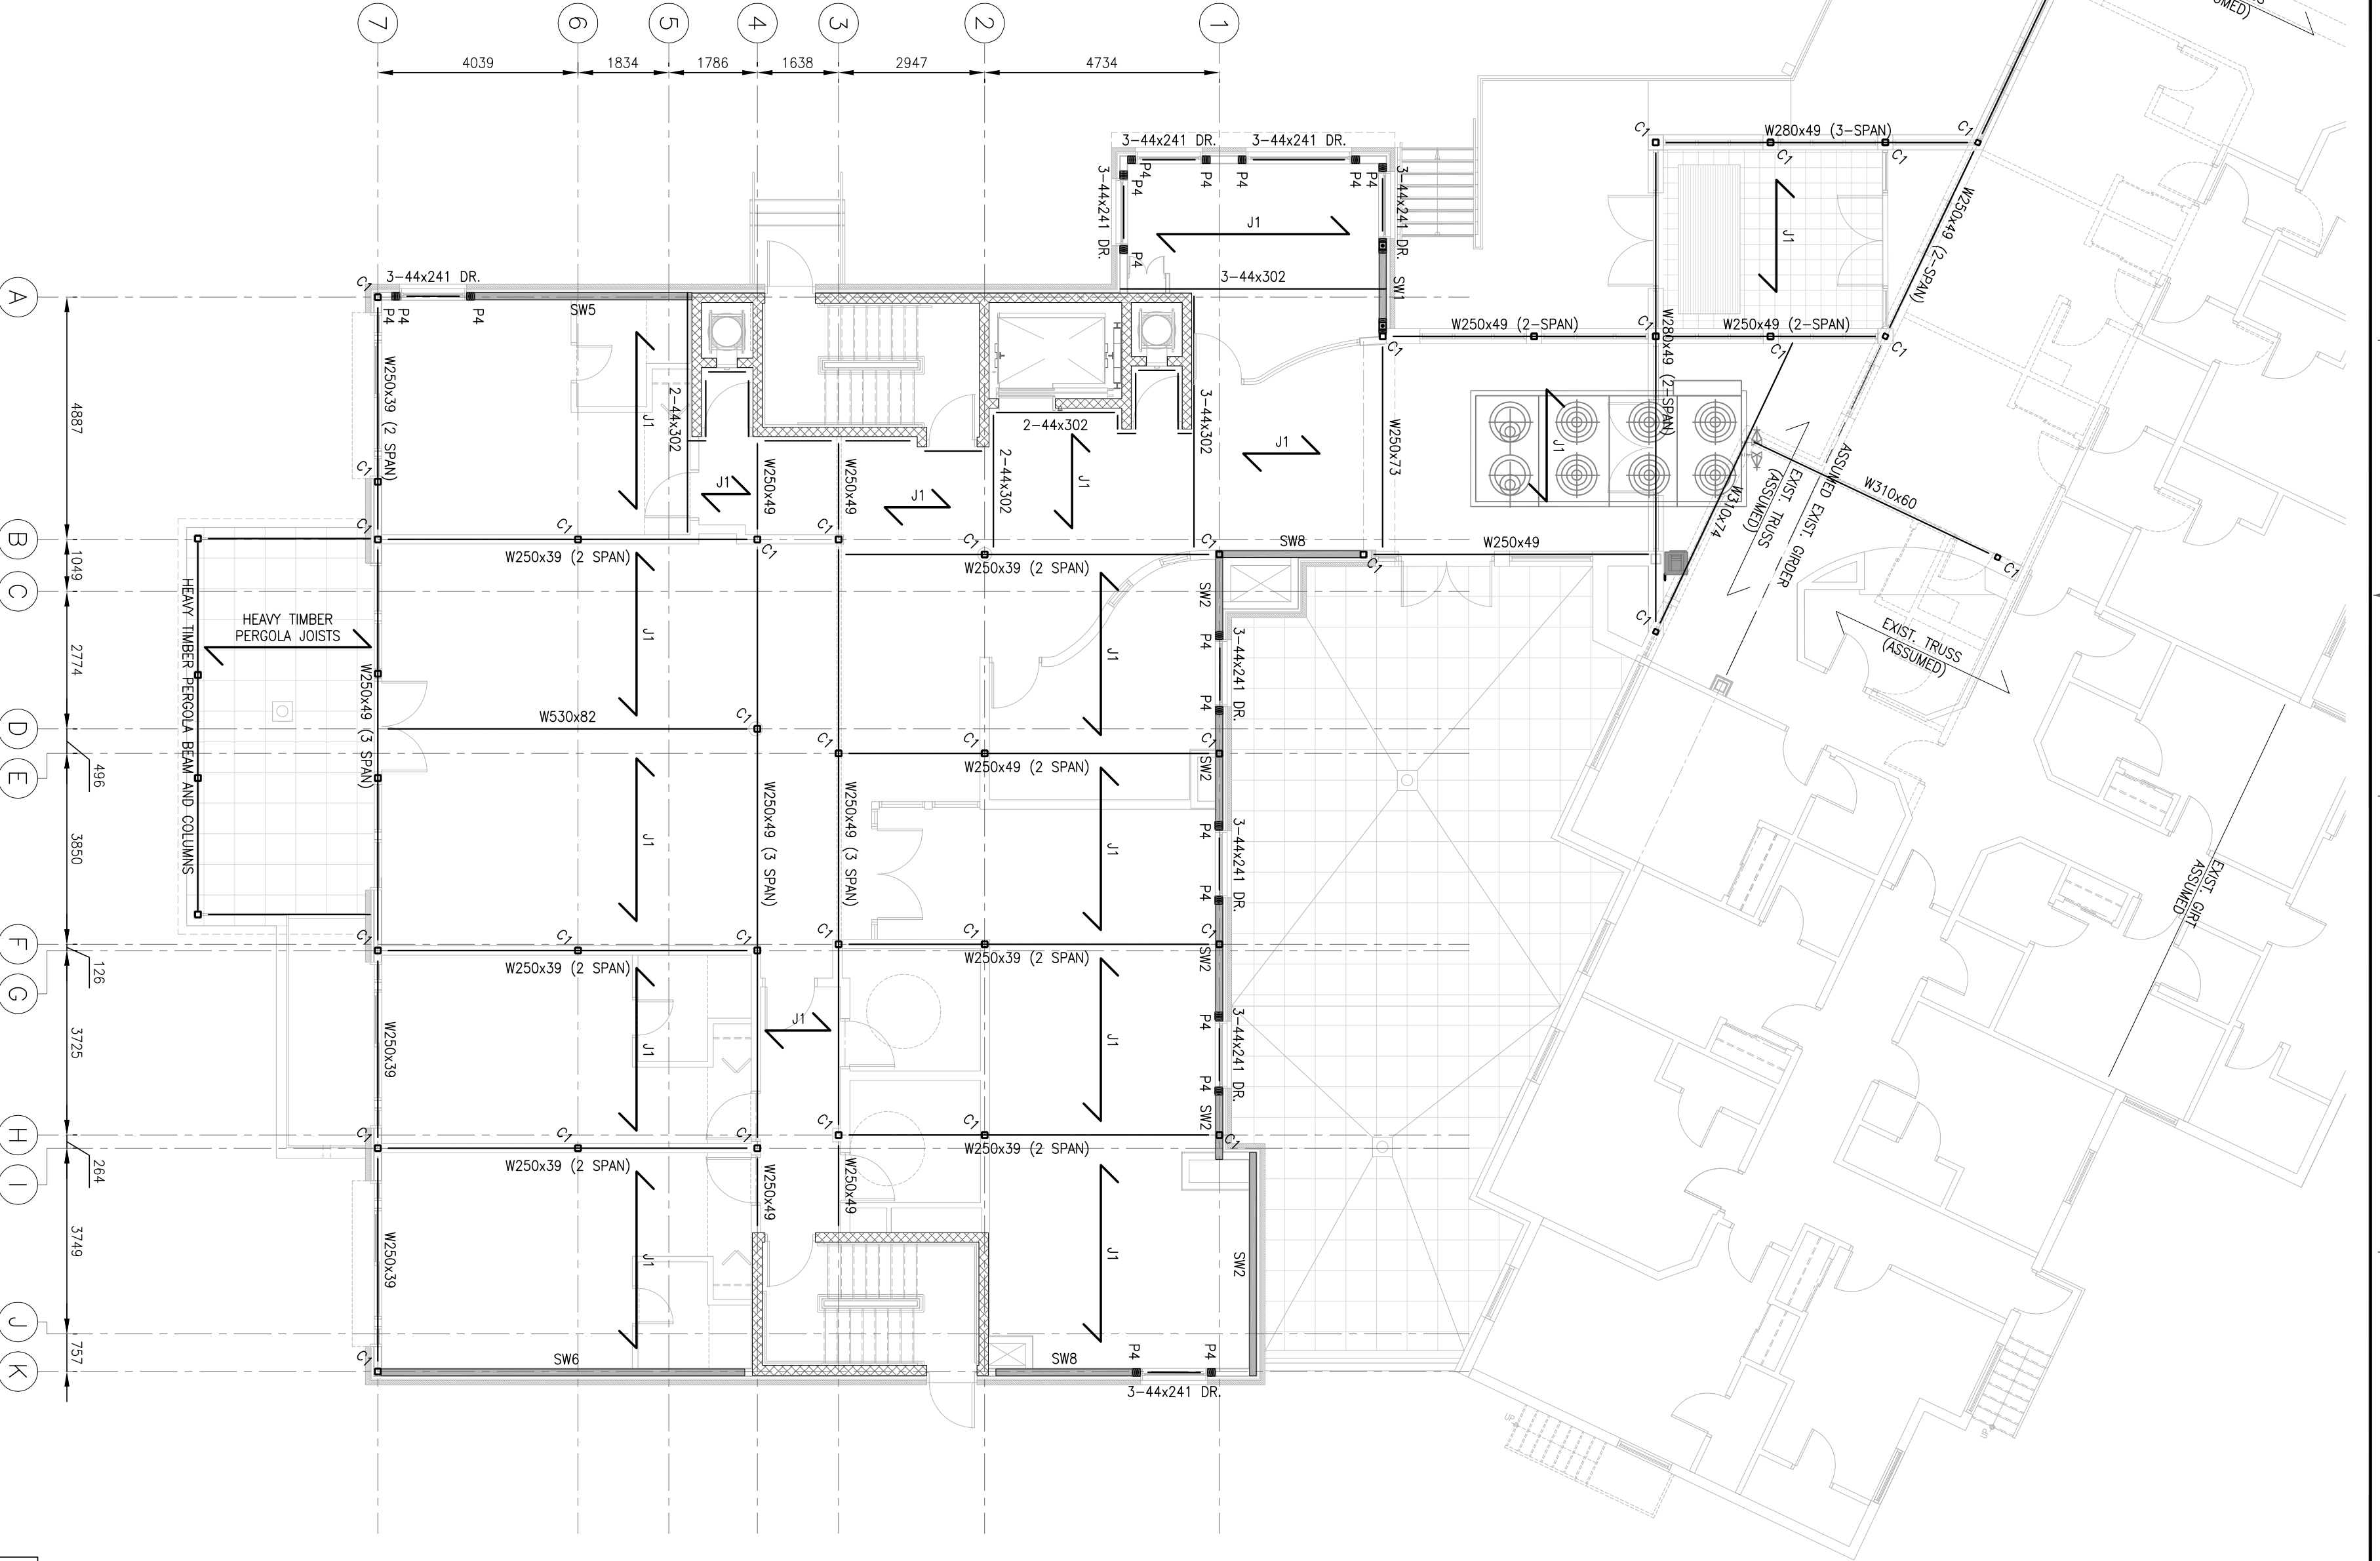 7
6
5
4
3
2
1
4039
1834
1786
1638
2947
4734
A
B
C
D
E
F
G
H
I
J
K
4887
1049
2774
496
3850
126
3725
264
3749
757
3-44x241 DR.
3-44x241 DR.
3-44x241 DR.
3-44x241 DR.
P4
P4
P4
P4
P4
P4
P4
J1
3-44x302
SW1
C1
W280x49 (3-SPAN)
C1
C1
C1
J1
W250x49 (2-SPAN)
W250x49 (2-SPAN)
C1
W280x49 (2-SPAN)
W250x49 (2-SPAN)
C1
C1
C1
C1
3-44x241 DR.
P4
P4
P4
SW5
W250x39 (2 SPAN)
J1
2-44x302
J1
W250x49
W250x49
J1
2-44x302
2-44x302
J1
3-44x302
J1
W250x73
J1
ASSUMED EXIST. GIRDER
EXIST. TRUSS
(ASSUMED)
W310x74
W310x60
C1
C1
C1
C1
C1
C1
C1
C1
C1
W250x39 (2 SPAN)
W250x39 (2 SPAN)
SW8
C1
W250x49
C1
EXIST. TRUSS
(ASSUMED)
HEAVY TIMBER
PERGOLA JOISTS
HEAVY TIMBER PERGOLA BEAM AND COLUMNS
W250x49 (3 SPAN)
J1
J1
SW2
P4
3-44x241 DR.
P4
W530x82
C1
C1
C1
C1
W250x49 (2 SPAN)
SW2
J1
W250x49 (3 SPAN)
W250x49 (3 SPAN)
J1
P4
3-44x241 DR.
P4
EXIST. GIRT
ASSUMED
C1
C1
C1
C1
C1
C1
W250x39 (2 SPAN)
W250x39 (2 SPAN)
SW2
W250x39
J1
J1
J1
P4
3-44x241 DR.
P4
SW2
C1
C1
C1
C1
C1
C1
W250x39 (2 SPAN)
W250x39 (2 SPAN)
W250x39
J1
W250x49
W250x49
J1
SW2
C1
SW6
SW8
P4
P4
3-44x241 DR.
UP